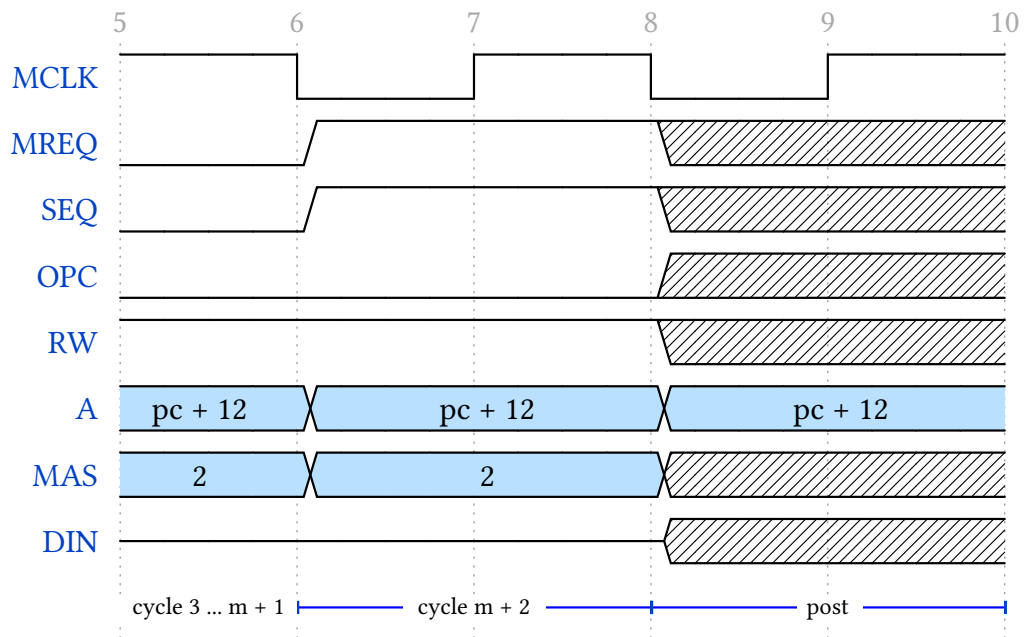 5 6 7 8 9 10
MCLK
MREQ
SEQ
OPC
RW
A pc + 12 pc + 12 pc + 12
MAS 2 2
DIN
cycle 3 ... m + 1 cycle m + 2 post